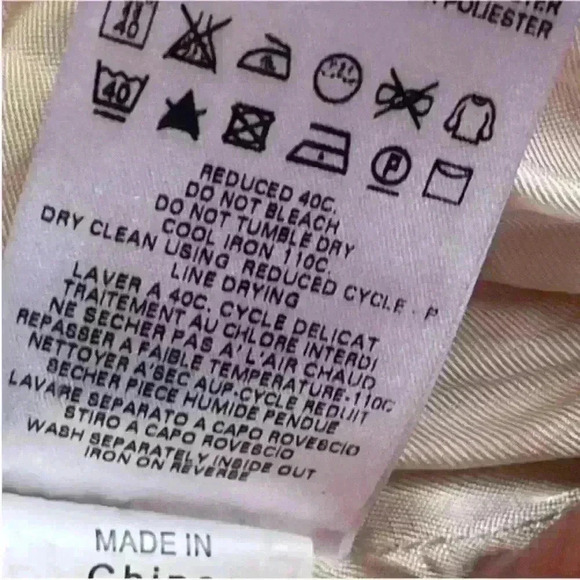 POLIESTER
40
40
P
REDUCED 40C.
DO NOT BLEACH
DO NOT TUMBLE DRY
COOL IRON 110C.
DRY CLEAN USING REDUCED CYCLE - P
LINE DRYING
LAVER A 40C. CYCLE DELICAT
TRAITEMENT AU CHLORE INTERDI
NE SECHER PAS A'L'AIR CHAUD
REPASSER A FAIBLE TEMPERATURE-110C
NETTOYER A'SEC AUP-CYCLE REDUIT
SECHER PIECE HUMIDE PENDUE
LAVARE SEPARATO A CAPO ROVESCIO
STIRO A CAPO ROVESCIO
WASH SEPARATELY INSIDE OUT
IRON ON REVERSE
MADE IN
China